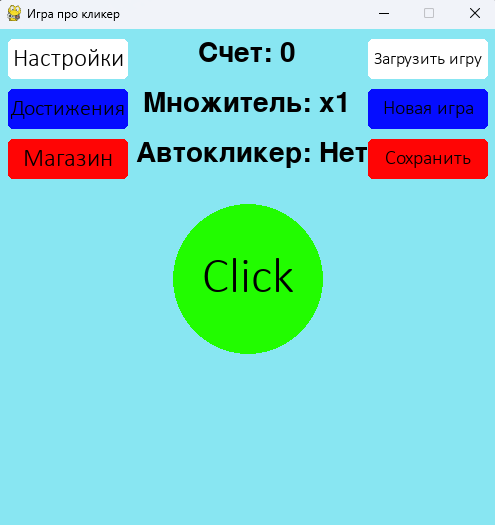 Игра про кликер
Настройки
Счет: 0
Загрузить игру
Достижения
Множитель: x1
Новая игра
Магазин
Автокликер: Нет
Сохранить
Click